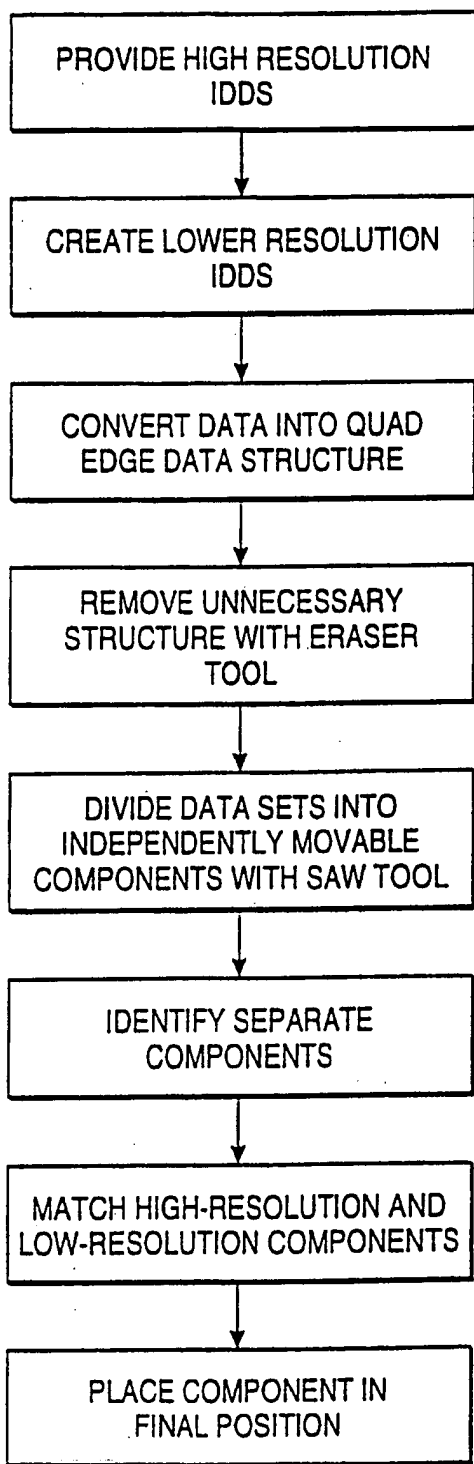 PROVIDE HIGH RESOLUTION
IDDS
CREATE LOWER RESOLUTION
IDDS
CONVERT DATA INTO QUAD
EDGE DATA STRUCTURE
REMOVE UNNECESSARY
STRUCTURE WITH ERASER
TOOL
DIVIDE DATA SETS INTO
INDEPENDENTLY MOVABLE
COMPONENTS WITH SAW TOOL
IDENTIFY SEPARATE
COMPONENTS
MATCH HIGH-RESOLUTION AND
LOW-RESOLUTION COMPONENTS
PLACE COMPONENT IN
FINAL POSITION